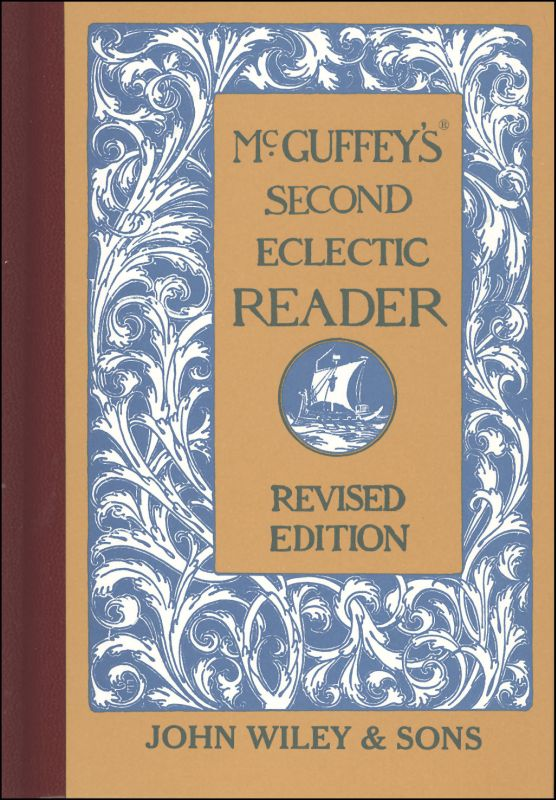 McGUFFEY'S®
SECOND
ECLECTIC
READER
REVISED
EDITION
JOHN WILEY & SONS